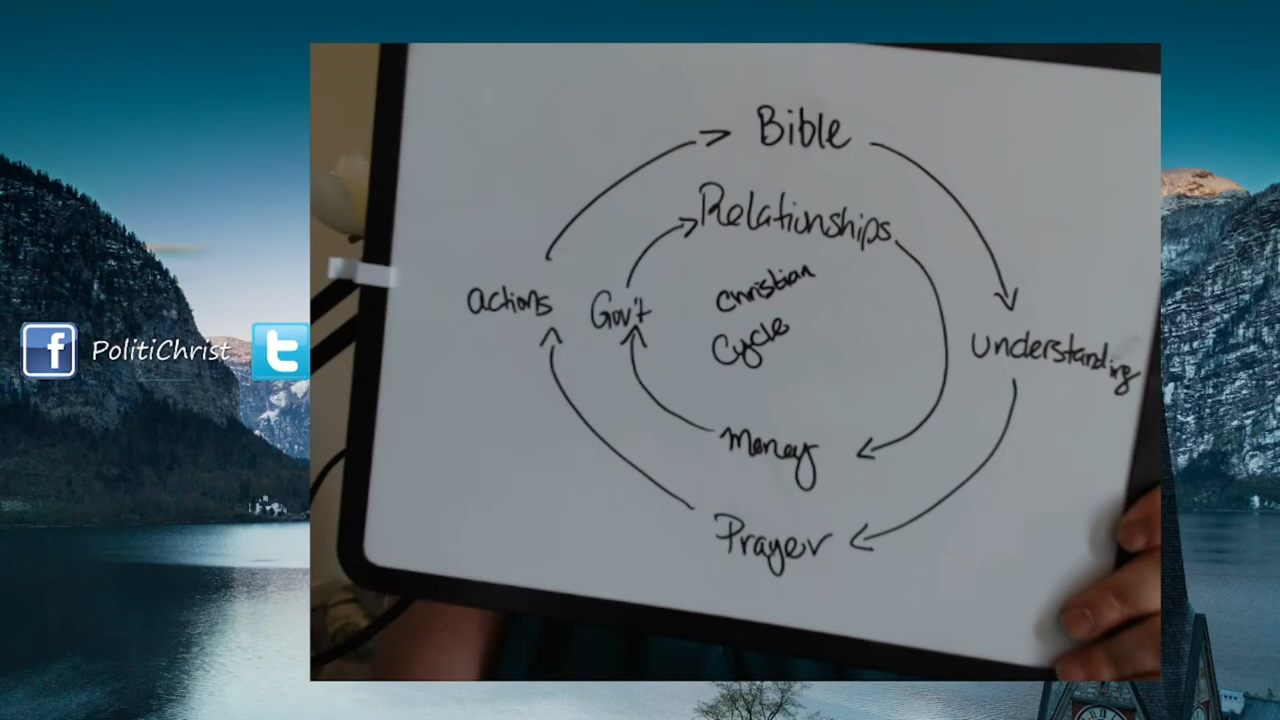 Bible
Relationships
Christian
Cycle
actions
Gov't
understanding
Money
Prayer
f
PolitiChrist
t